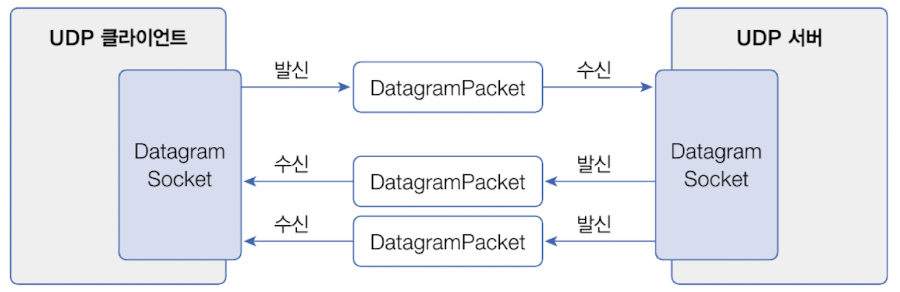 UDP 클라이언트
UDP 서버
발신
DatagramPacket
수신
Datagram
Socket
Datagram
Socket
수신
DatagramPacket
발신
수신
DatagramPacket
발신